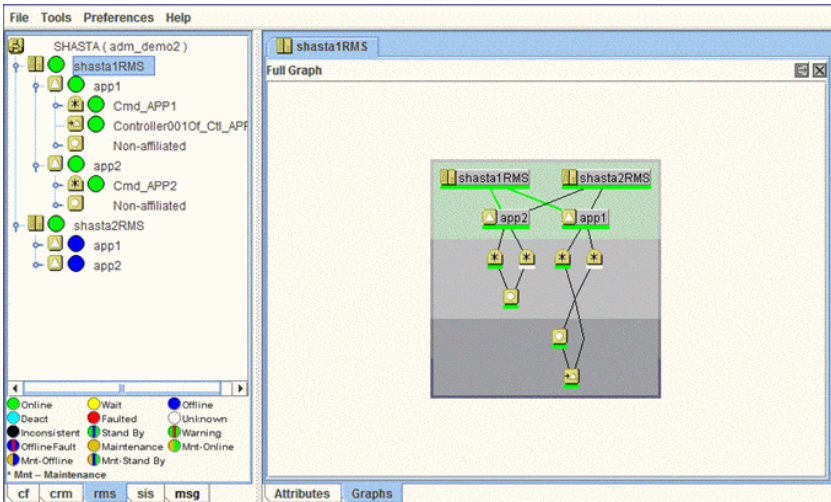 File Tools Preferences Help
SHASTA ( adm_demo2 )
shasta1RMS
app1
Cmd_APP1
Controller001Of_Ctl_APP
Non-affiliated
app2
Cmd_APP2
Non-affiliated
shasta2RMS
app1
app2
Online Wait Offline
Deact Faulted Unknown
Inconsistent Stand By Warning
OfflineFault Maintenance Mnt-Online
Mnt-Offline Mnt-Stand By
* Mnt – Maintenance
cf crm rms sis msg
shasta1RMS
Full Graph
shasta1RMS shasta2RMS
app2 app1
Attributes Graphs